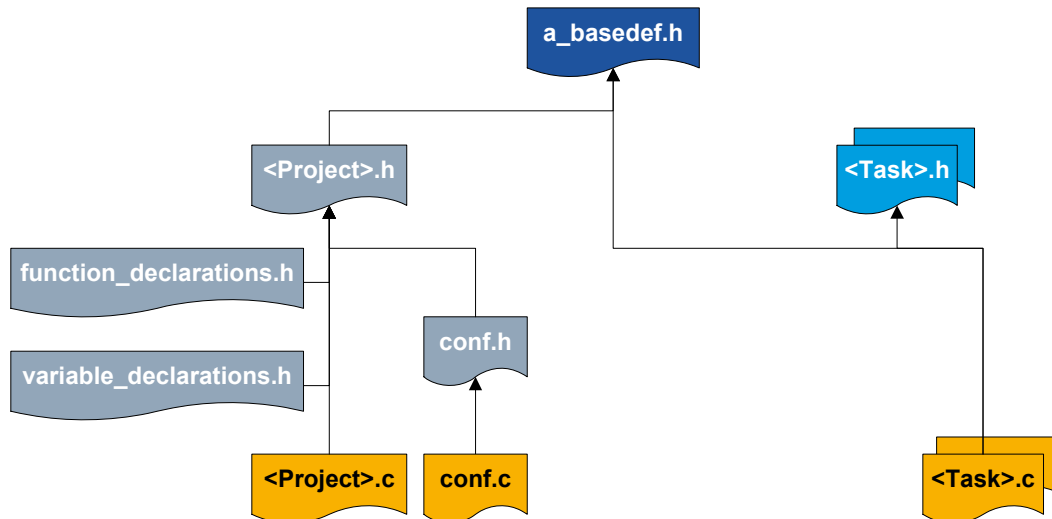 a_basedef.h
<Project>.h
<Task>.h
function_declarations.h
conf.h
variable_declarations.h
<Project>.c
conf.c
<Task>.c